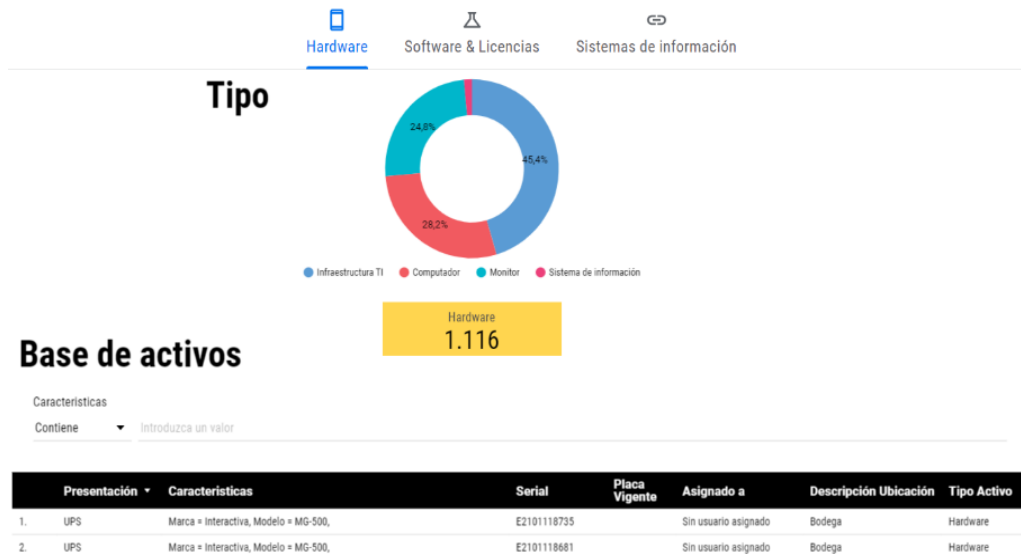 Hardware
Software & Licencias
Sistemas de información
Tipo
24,8%
45,4%
28,2%
Infraestructura TI
Computador
Monitor
Sistema de información
Hardware
1.116
Base de activos
Caracteristicas
Contiene
Introduzca un valor
Presentación Caracteristicas Serial Placa Vigente Asignado a Descripción Ubicación Tipo Activo
1. UPS Marca = Interactiva, Modelo = MG-500, E2101118735 Sin usuario asignado Bodega Hardware
2. UPS Marca = Interactiva, Modelo = MG-500, E2101118681 Sin usuario asignado Bodega Hardware